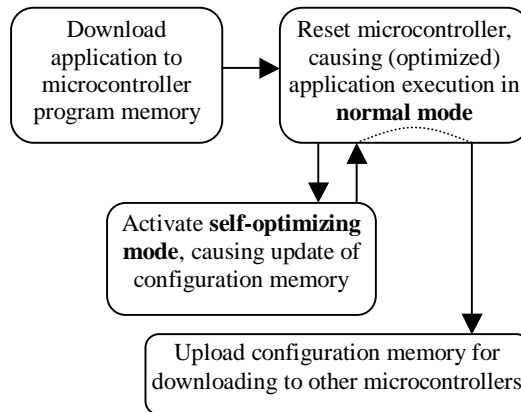 Download
application to
microcontroller
program memory
Reset microcontroller,
causing (optimized)
application execution in
normal mode
Activate self-optimizing
mode, causing update of
configuration memory
Upload configuration memory for
downloading to other microcontrollers